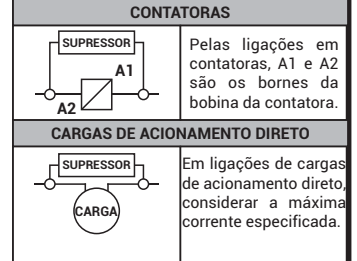 CONTATORAS
SUPRESSOR
A1
A2
Pelas ligações em
contatoras, A1 e A2
são os bornes da
bobina da contatora.
CARGAS DE ACIONAMENTO DIRETO
SUPRESSOR
CARGA
Em ligações de cargas
de acionamento direto,
considerar a máxima
corrente especificada.